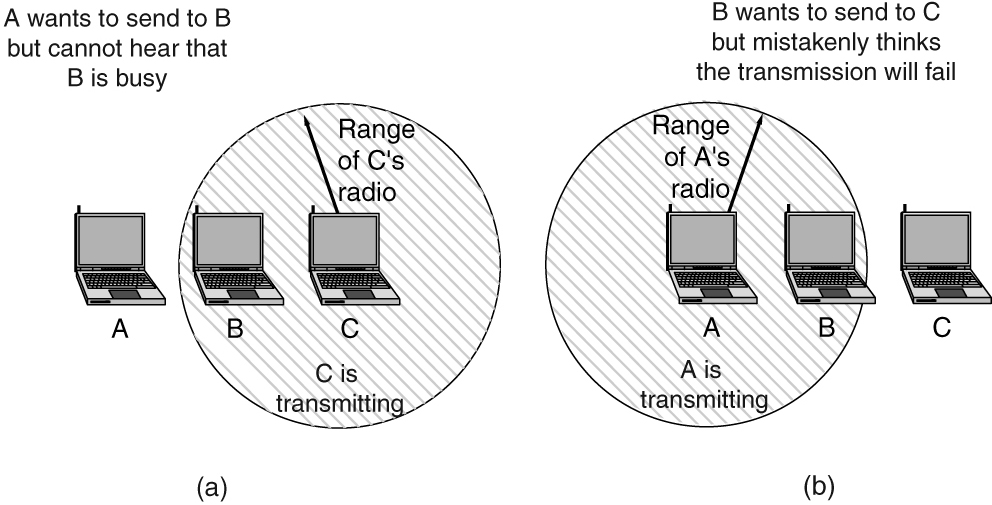 A wants to send to B
but cannot hear that
B is busy
Range
of C's
radio
A
B
C
C is
transmitting
(a)
B wants to send to C
but mistakenly thinks
the transmission will fail
Range
of A's
radio
A
B
C
A is
transmitting
(b)